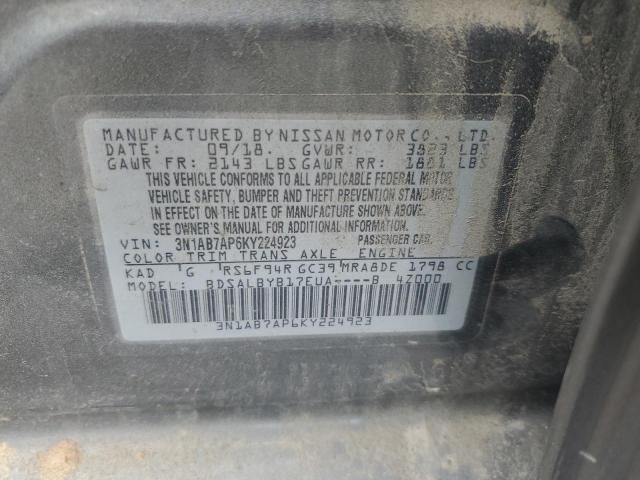 MANUFACTURED BY NISSAN MOTOR CO., LTD.
DATE: 09/18. GVWR: 3823 LBS
GAWR FR: 2143 LBS GAWR RR: 1801 LBS
THIS VEHICLE CONFORMS TO ALL APPLICABLE FEDERAL MOTOR
VEHICLE SAFETY, BUMPER AND THEFT PREVENTION STANDARDS
IN EFFECT ON THE DATE OF MANUFACTURE SHOWN ABOVE.
SEE OWNER'S MANUAL FOR ADDITIONAL INFORMATION.
VIN: 3N1AB7AP6KY224923 PASSENGER CAR
COLOR TRIM TRANS AXLE ENGINE
KAD G RS6F94R GC39 MRA8DE 1798 CC
MODEL: BDSALBYB17EUA----B 4Z000
3N1AB7AP6KY224923